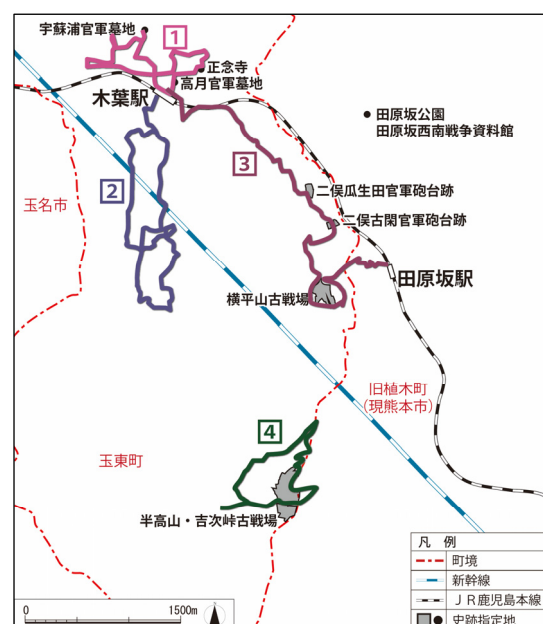 宇蘇浦官軍墓地
1
正念寺
高月官軍墓地
木葉駅
田原坂公園
田原坂西南戦争資料館
3
2
二俣瓜生田官軍砲台跡
玉名市
二俣古閑官軍砲台跡
田原坂駅
横平山古戦場
旧植木町
(現熊本市)
4
玉東町
半高山・吉次峠古戦場
凡 例
町境
新幹線
JR鹿児島本線
史跡指定地
0 1500m